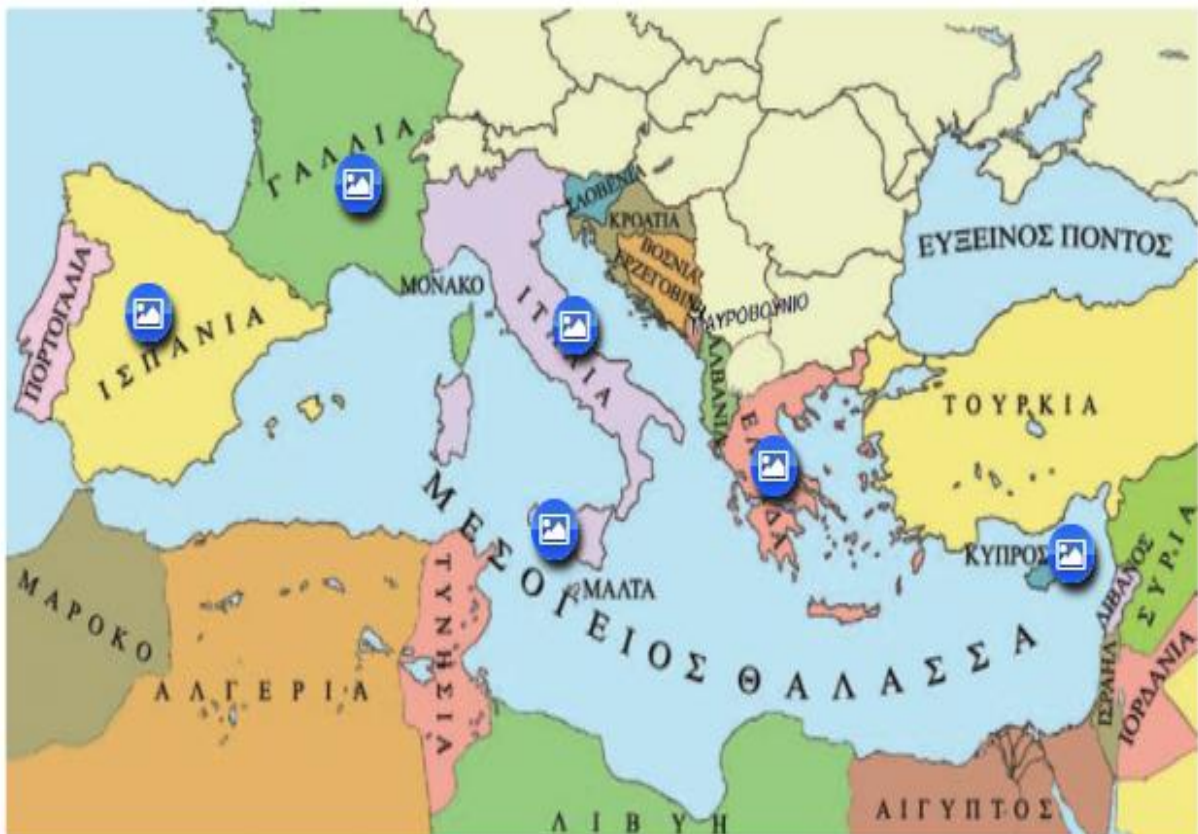 ΓΑΛΛΙΑ
ΣΛΟΒΕΝΙΑ
ΚΡΟΑΤΙΑ
ΒΟΣΝΙΑ
ΕΡΖΕΓΟΒΙΝΗ
ΕΥΞΕΙΝΟΣ ΠΟΝΤΟΣ
ΠΟΡΤΟΓΑΛΙΑ
ΙΣΠΑΝΙΑ
ΜΟΝΑΚΟ
ΙΤΑΛΙΑ
ΜΑΥΡΟΒΟΥΝΙΟ
ΑΛΒΑΝΙΑ
ΤΟΥΡΚΙΑ
ΚΥΠΡΟΣ
ΜΑΛΤΑ
ΛΙΒΑΝΟΣ
ΣΥΡΙΑ
ΜΕΣΟΓΕΙΟΣ ΘΑΛΑΣΣΑ
ΜΑΡΟΚΟ
ΑΛΓΕΡΙΑ
ΤΥΝΗΣΙΑ
ΙΣΡΑΗΛ
ΙΟΡΔΑΝΙΑ
ΛΙΒΥΗ
ΑΙΓΥΠΤΟΣ